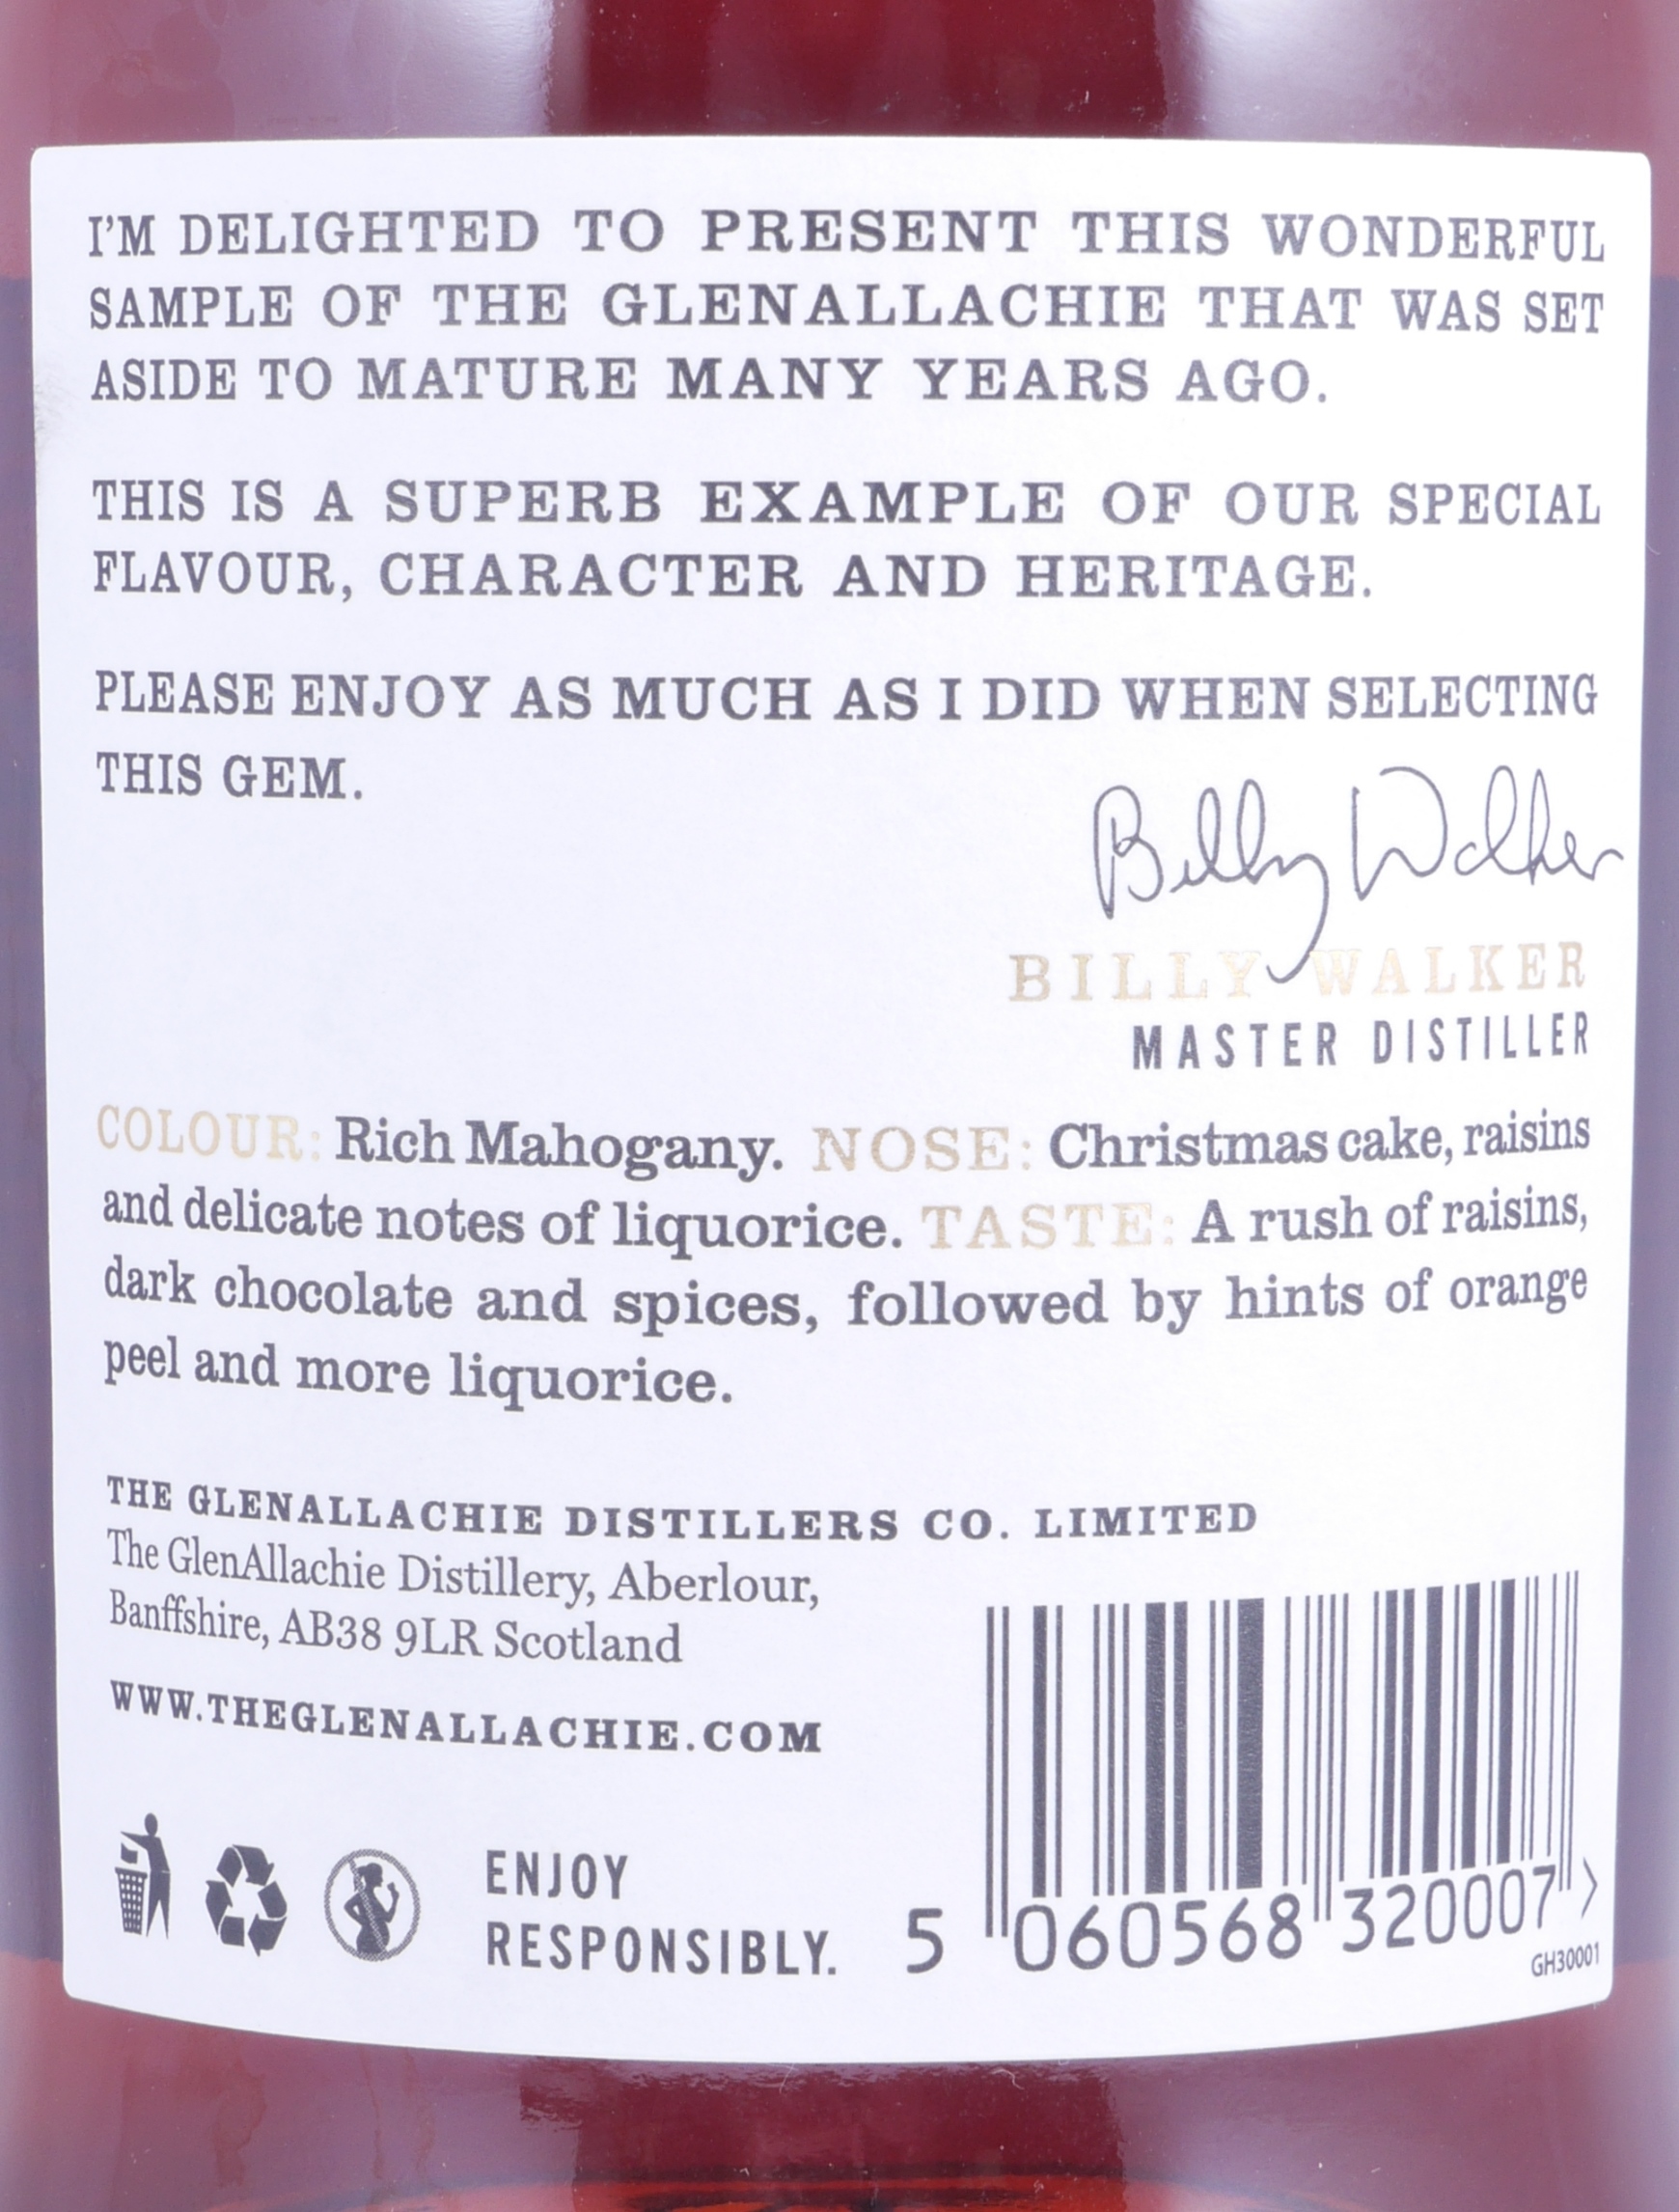 I'M DELIGHTED TO PRESENT THIS WONDERFUL
SAMPLE OF THE GLENALLACHIE THAT WAS SET
ASIDE TO MATURE MANY YEARS AGO.
THIS IS A SUPERB EXAMPLE OF OUR SPECIAL
FLAVOUR, CHARACTER AND HERITAGE.
PLEASE ENJOY AS MUCH AS I DID WHEN SELECTING
THIS GEM.
Billy Walker
BILLY WALKER
MASTER DISTILLER
COLOUR: Rich Mahogany. NOSE: Christmas cake, raisins
and delicate notes of liquorice. TASTE: A rush of raisins,
dark chocolate and spices, followed by hints of orange
peel and more liquorice.
THE GLENALLACHIE DISTILLERS CO. LIMITED
The GlenAllachie Distillery, Aberlour,
Banffshire, AB38 9LR Scotland
WWW.THEGLENALLACHIE.COM
ENJOY
RESPONSIBLY.
5 060568 320007 >
GH30001